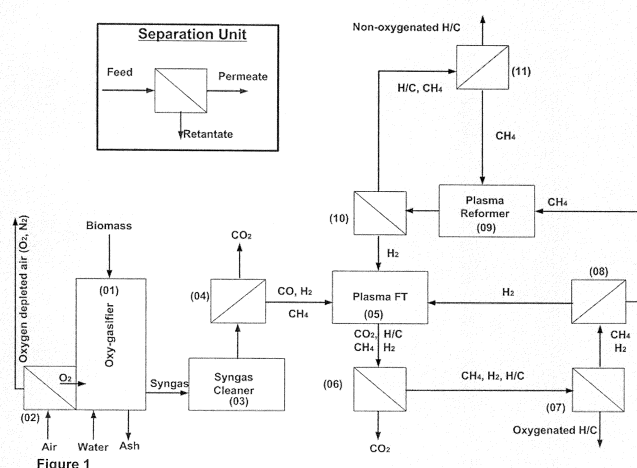 Non-oxygenated H/C
Separation Unit
Feed
Permeate
Retantate
(11)
H/C, CH₄
CH₄
Plasma
Reformer
(09)
CH₄
(10)
H₂
Oxygen depleted air (O₂, N₂)
Biomass
(01)
Oxy-gasifier
CO₂
(04)
CO, H₂
CH₄
Plasma FT
(05)
H₂
(08)
CO₂, H/C
CH₄ H₂
CH₄
H₂
O₂
Syngas
Syngas
Cleaner
(03)
(06)
CH₄, H₂, H/C
(07)
(02)
Air
Water
Ash
CO₂
Oxygenated H/C
Figure 1